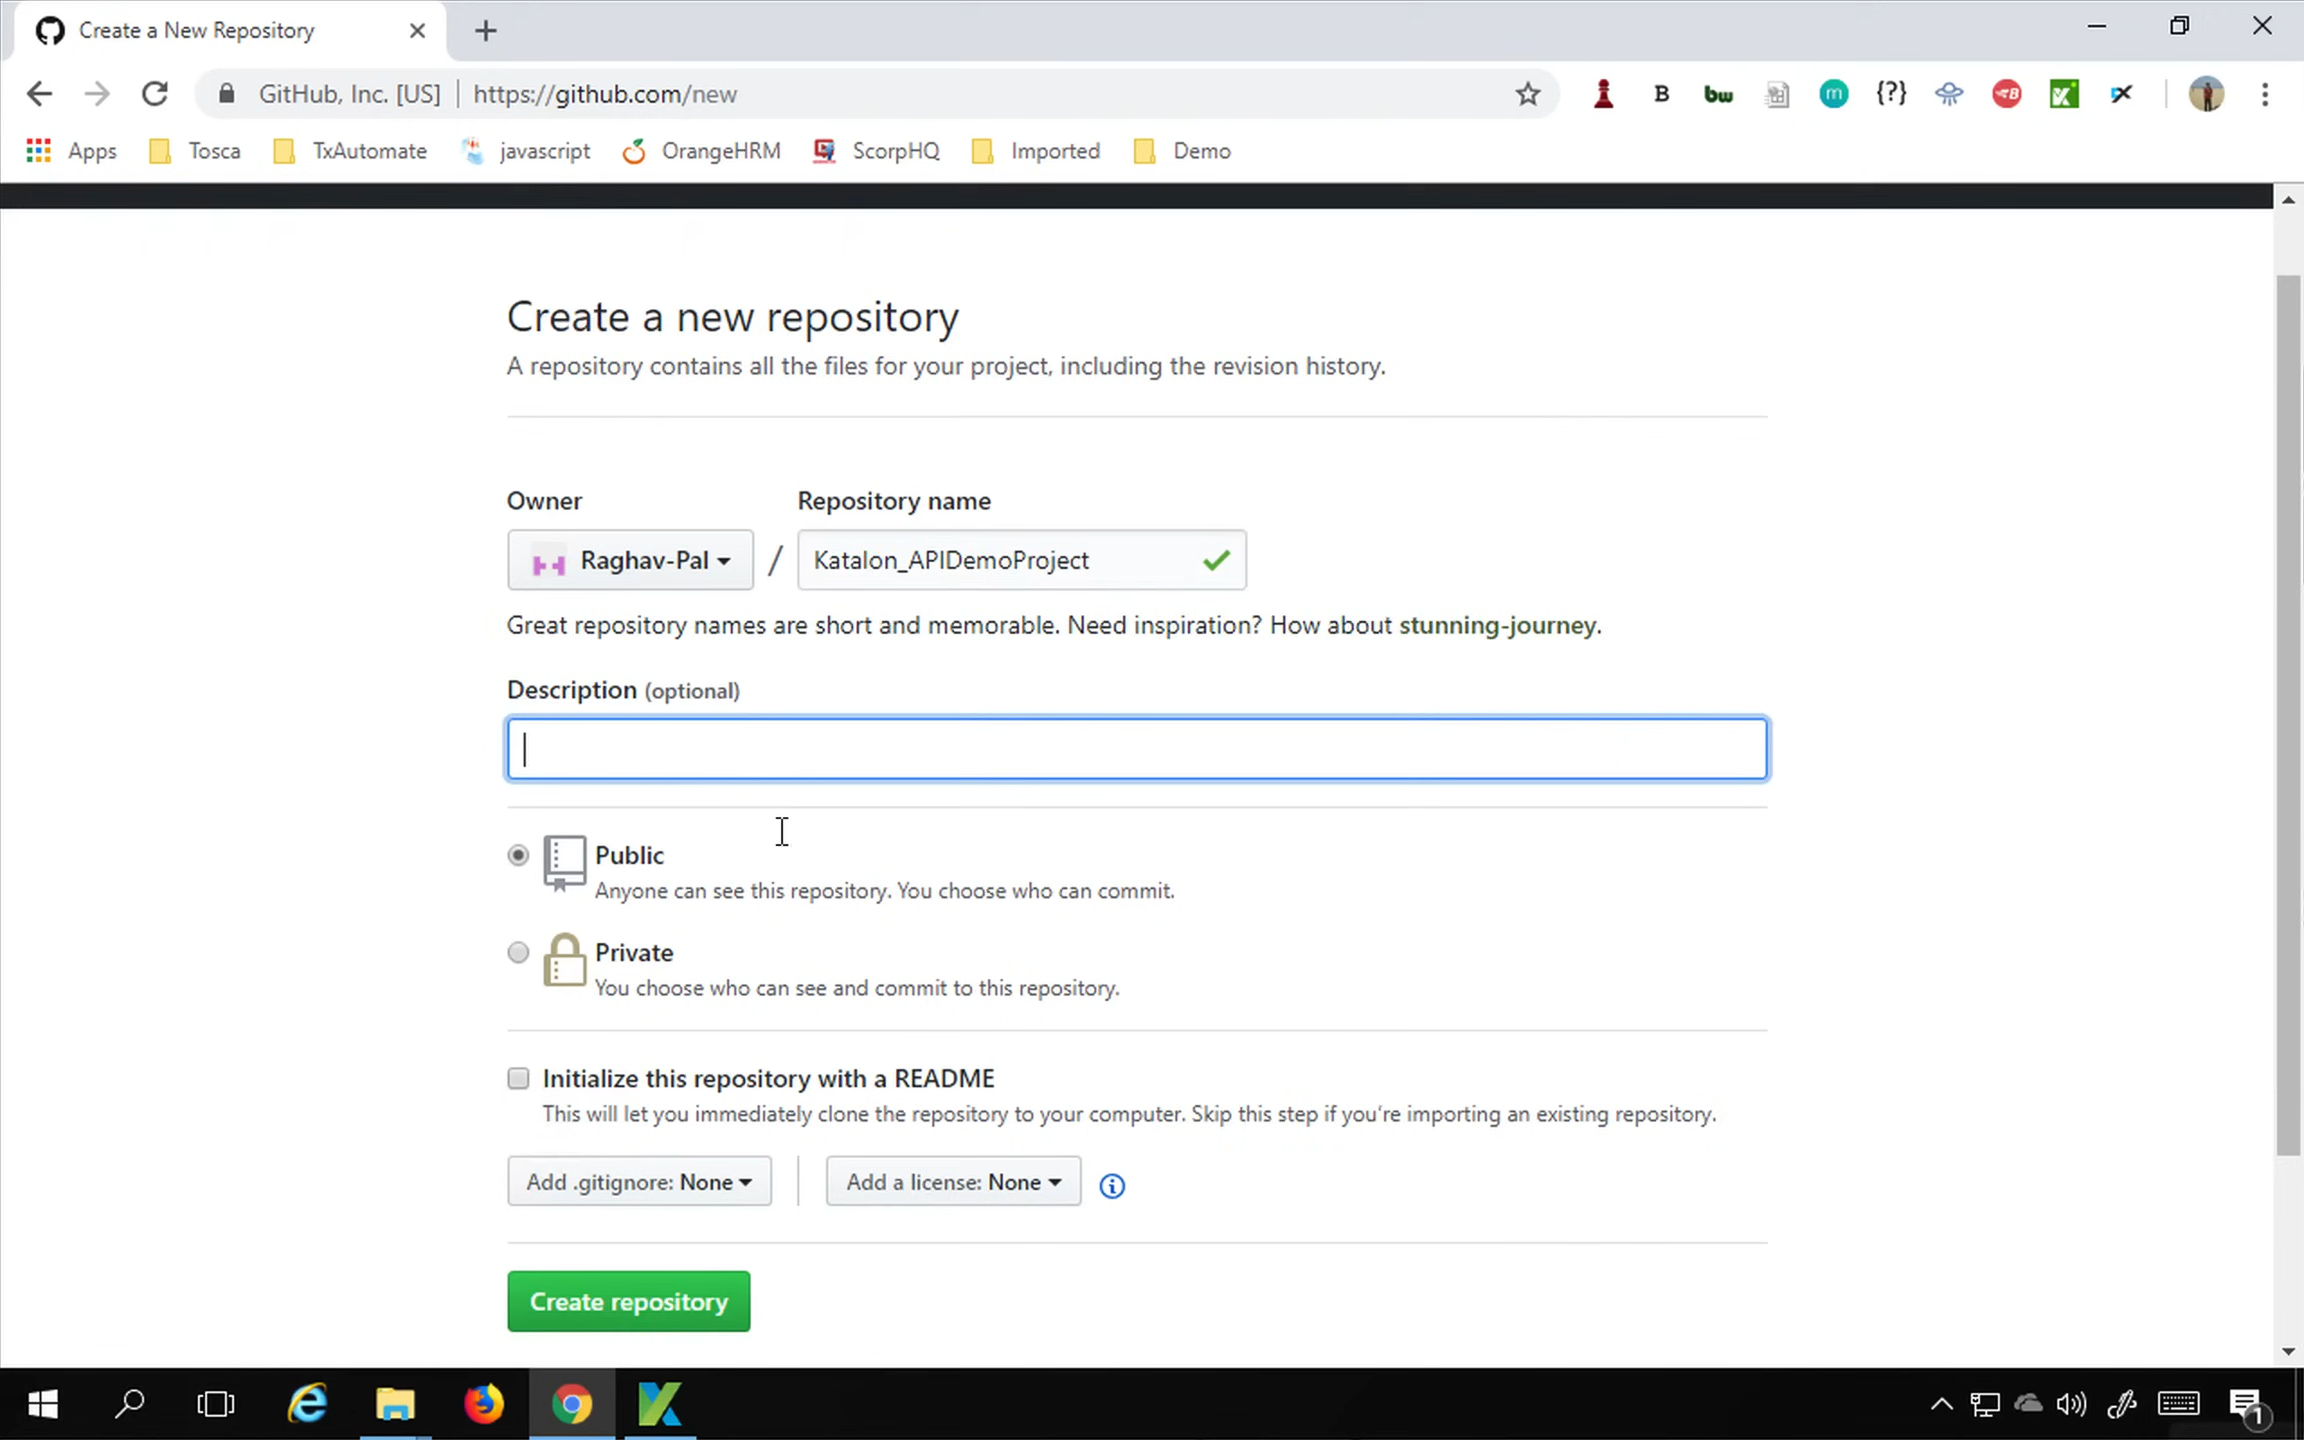 Create a New Repository
GitHub, Inc. [US] | https://github.com/new
B bw m {?} B
Apps Tosca TxAutomate javascript OrangeHRM ScorpHQ Imported Demo
Create a new repository
A repository contains all the files for your project, including the revision history.
Owner Repository name
Raghav-Pal / Katalon_APIDemoProject
Great repository names are short and memorable. Need inspiration? How about stunning-journey.
Description (optional)
Public
Anyone can see this repository. You choose who can commit.
Private
You choose who can see and commit to this repository.
Initialize this repository with a README
This will let you immediately clone the repository to your computer. Skip this step if you’re importing an existing repository.
Add .gitignore: None Add a license: None
Create repository
1